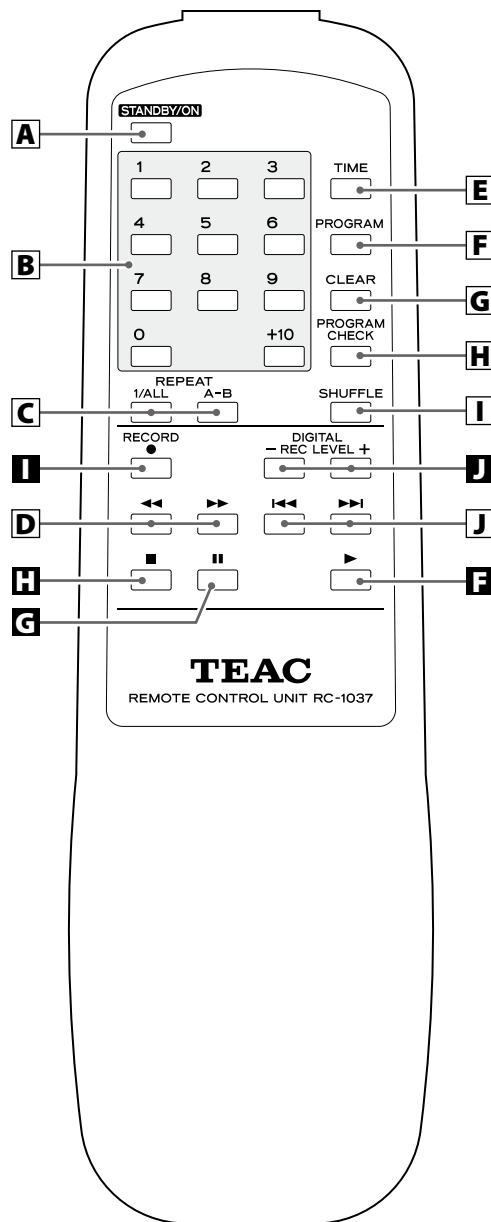 STANDBY/ON
A
1 2 3 TIME
E
4 5 6 PROGRAM
F
B
7 8 9 CLEAR
G
0 +10 PROGRAM
CHECK
H
REPEAT
1/ALL A-B SHUFFLE
C I
RECORD DIGITAL
● − REC LEVEL +
I J
◀◀ ▶▶ I◀◀ ▶▶I
D J
■ ❚❚ ▶
H F
G
TEAC
REMOTE CONTROL UNIT RC-1037